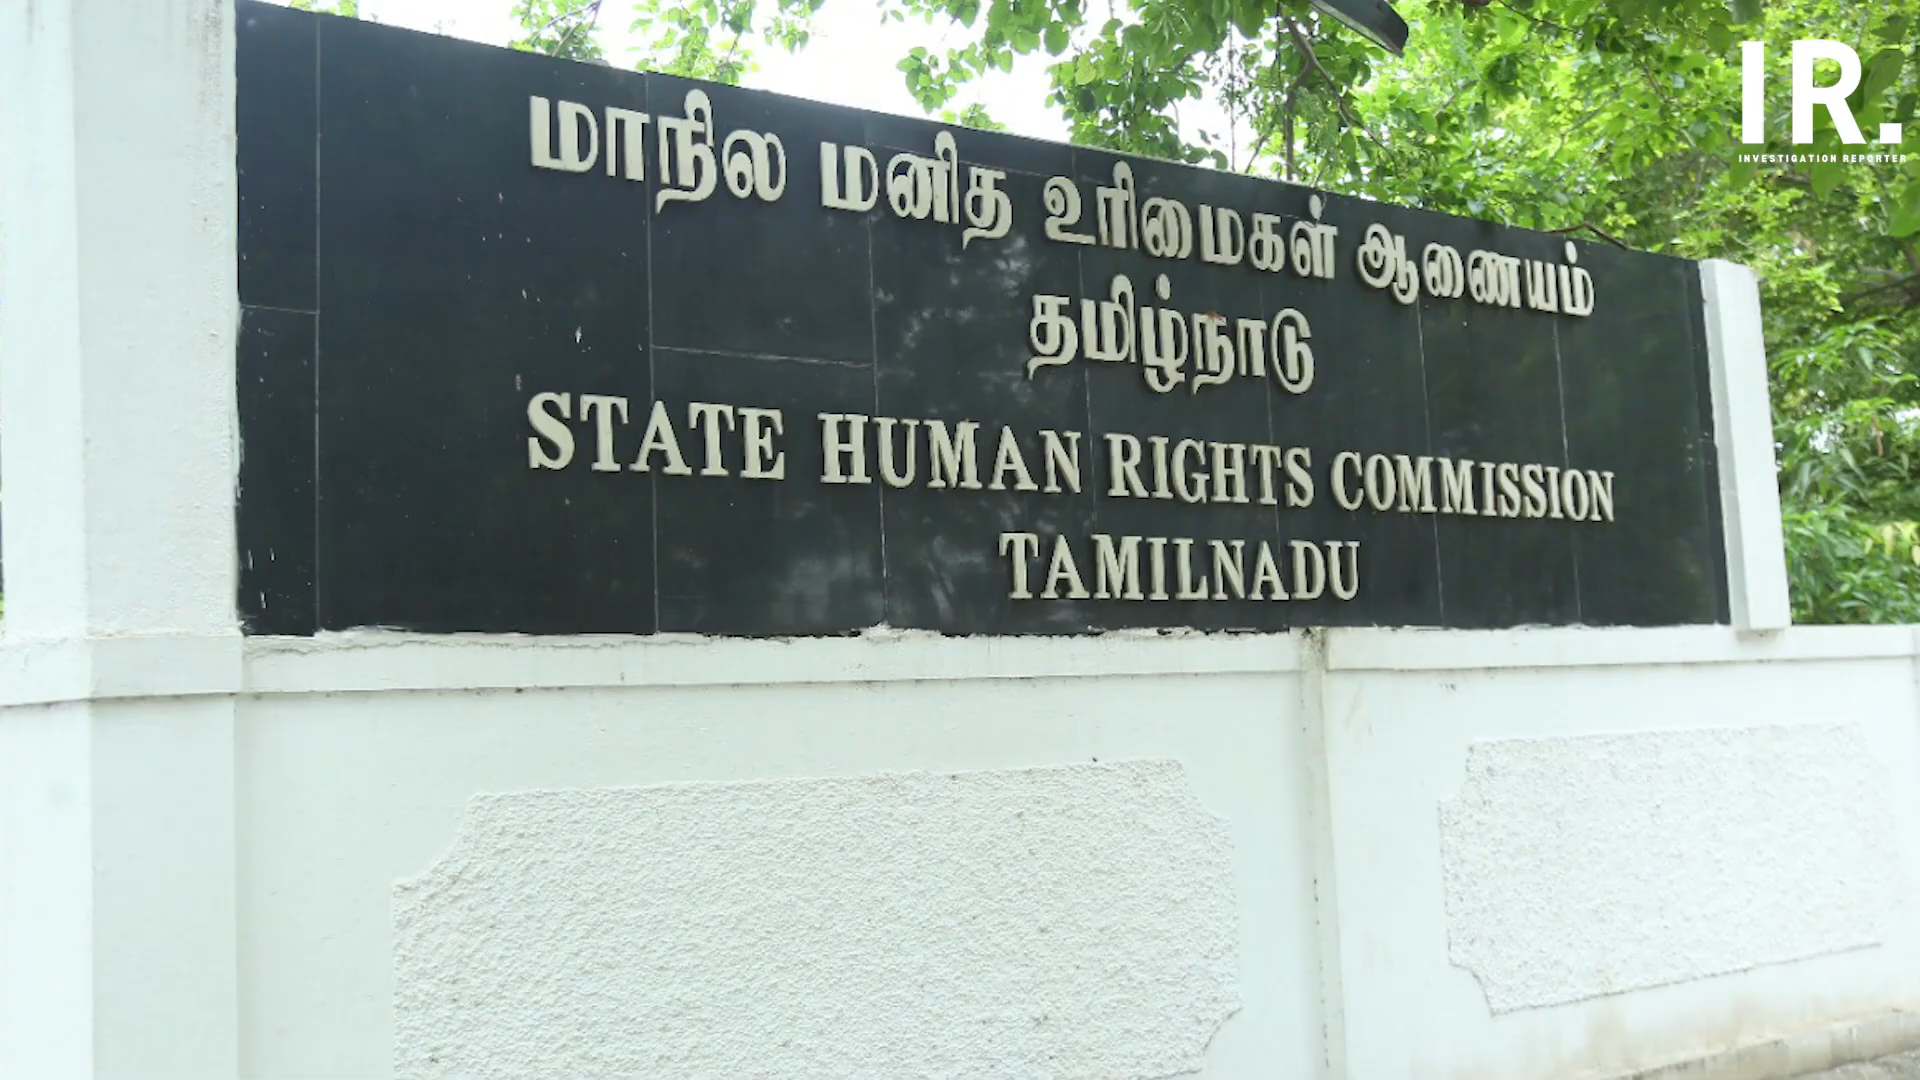 மாநில மனித உரிமைகள் ஆணையம்
தமிழ்நாடு
STATE HUMAN RIGHTS COMMISSION
TAMILNADU
IR.
INVESTIGATION REPORTER